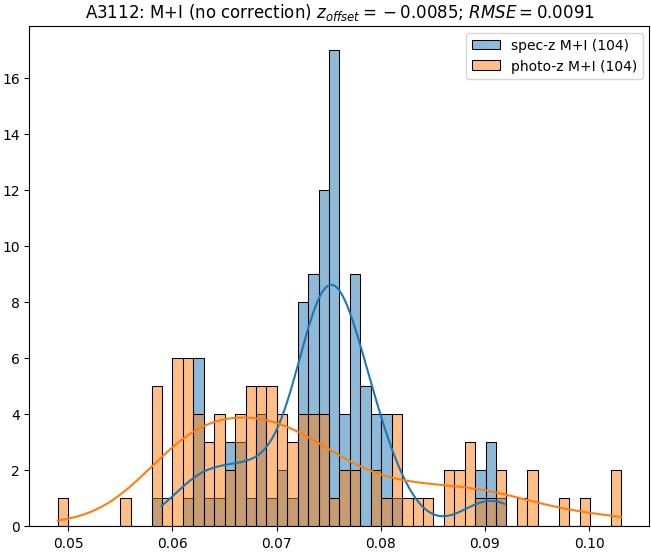 A3112: M+I (no correction) z_offset = −0.0085; RMSE = 0.0091
spec-z M+I (104)
photo-z M+I (104)
16
14
12
10
8
6
4
2
0
0.05 0.06 0.07 0.08 0.09 0.10